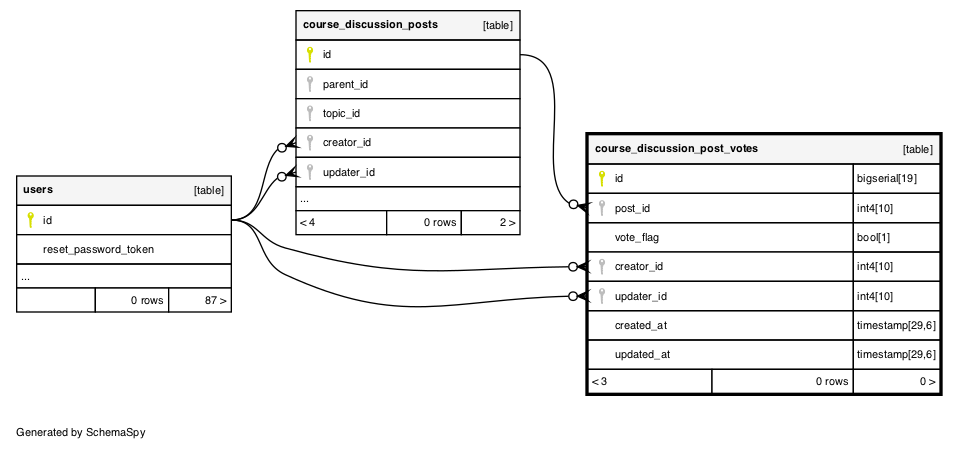 course_discussion_posts [table]
id
parent_id
topic_id
creator_id
updater_id
...
< 4 0 rows 2 >
users [table]
id
reset_password_token
...
0 rows 87 >
course_discussion_post_votes [table]
id bigserial[19]
post_id int4[10]
vote_flag bool[1]
creator_id int4[10]
updater_id int4[10]
created_at timestamp[29,6]
updated_at timestamp[29,6]
< 3 0 rows 0 >
Generated by SchemaSpy